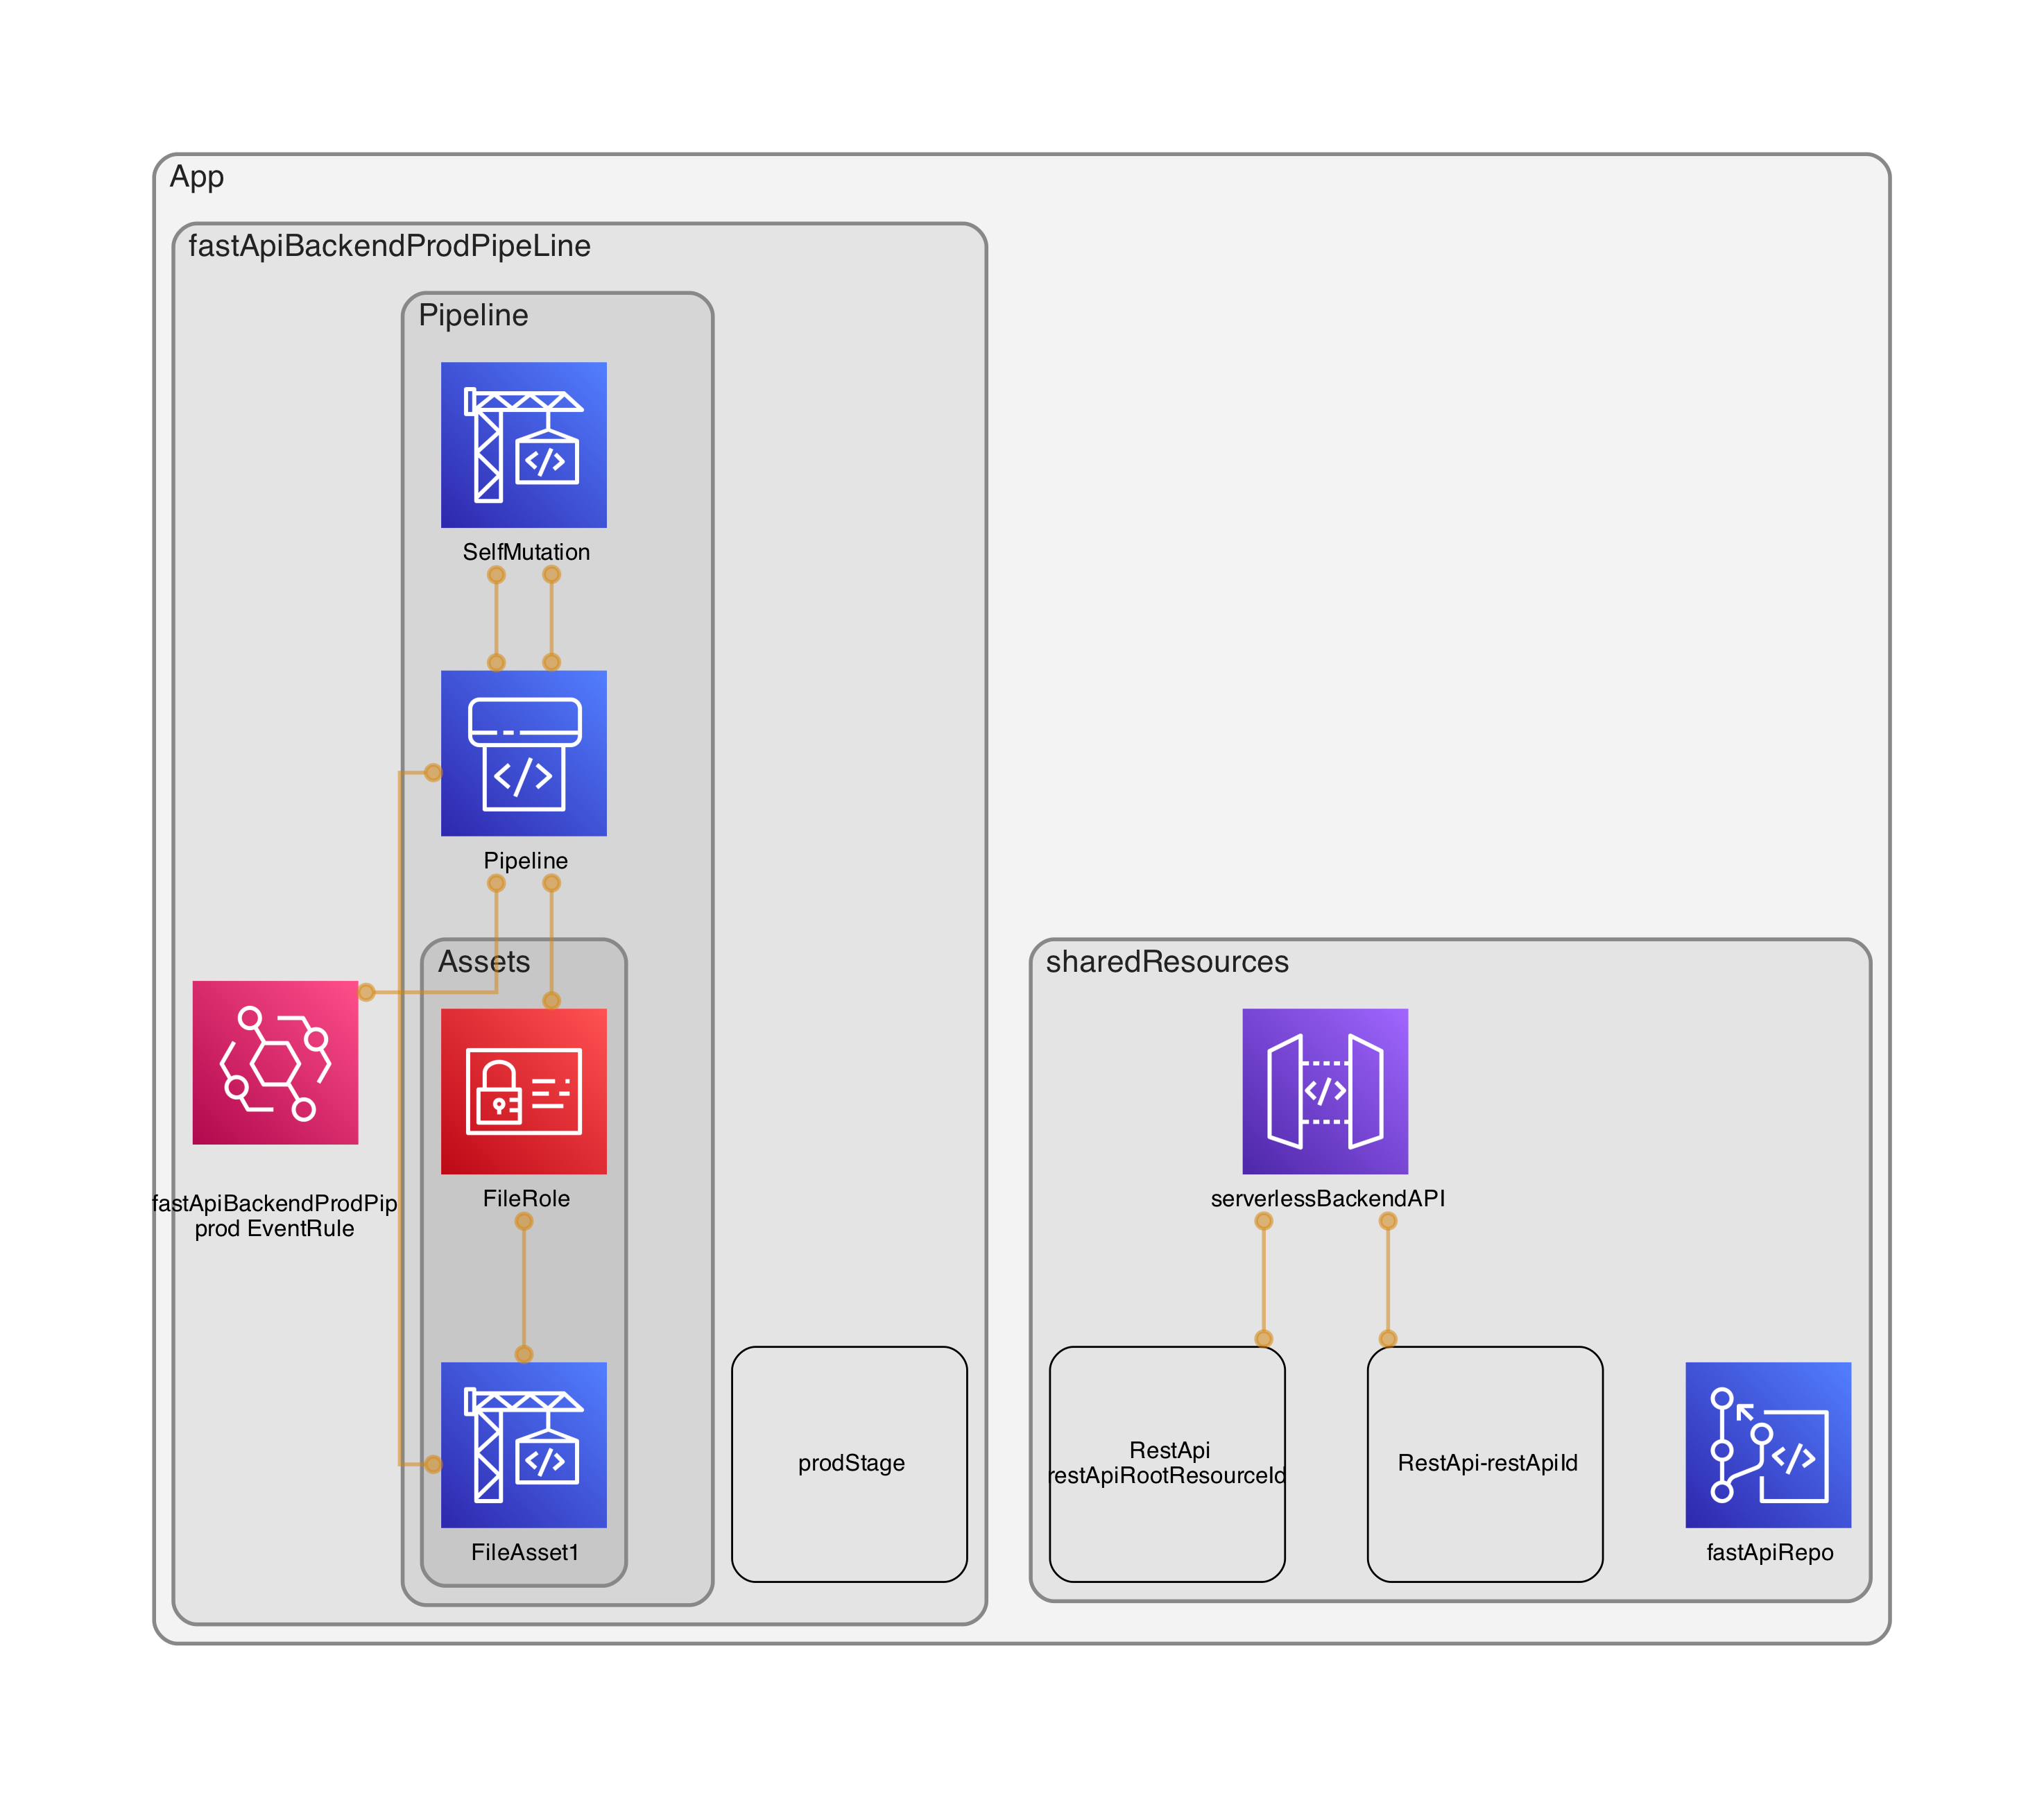 App
fastApiBackendProdPipeLine
Pipeline
SelfMutation
Pipeline
Assets
fastApiBackendProdPip
prod EventRule
FileRole
FileAsset1
prodStage
sharedResources
serverlessBackendAPI
RestApi
restApiRootResourceId
RestApi-restApiId
fastApiRepo